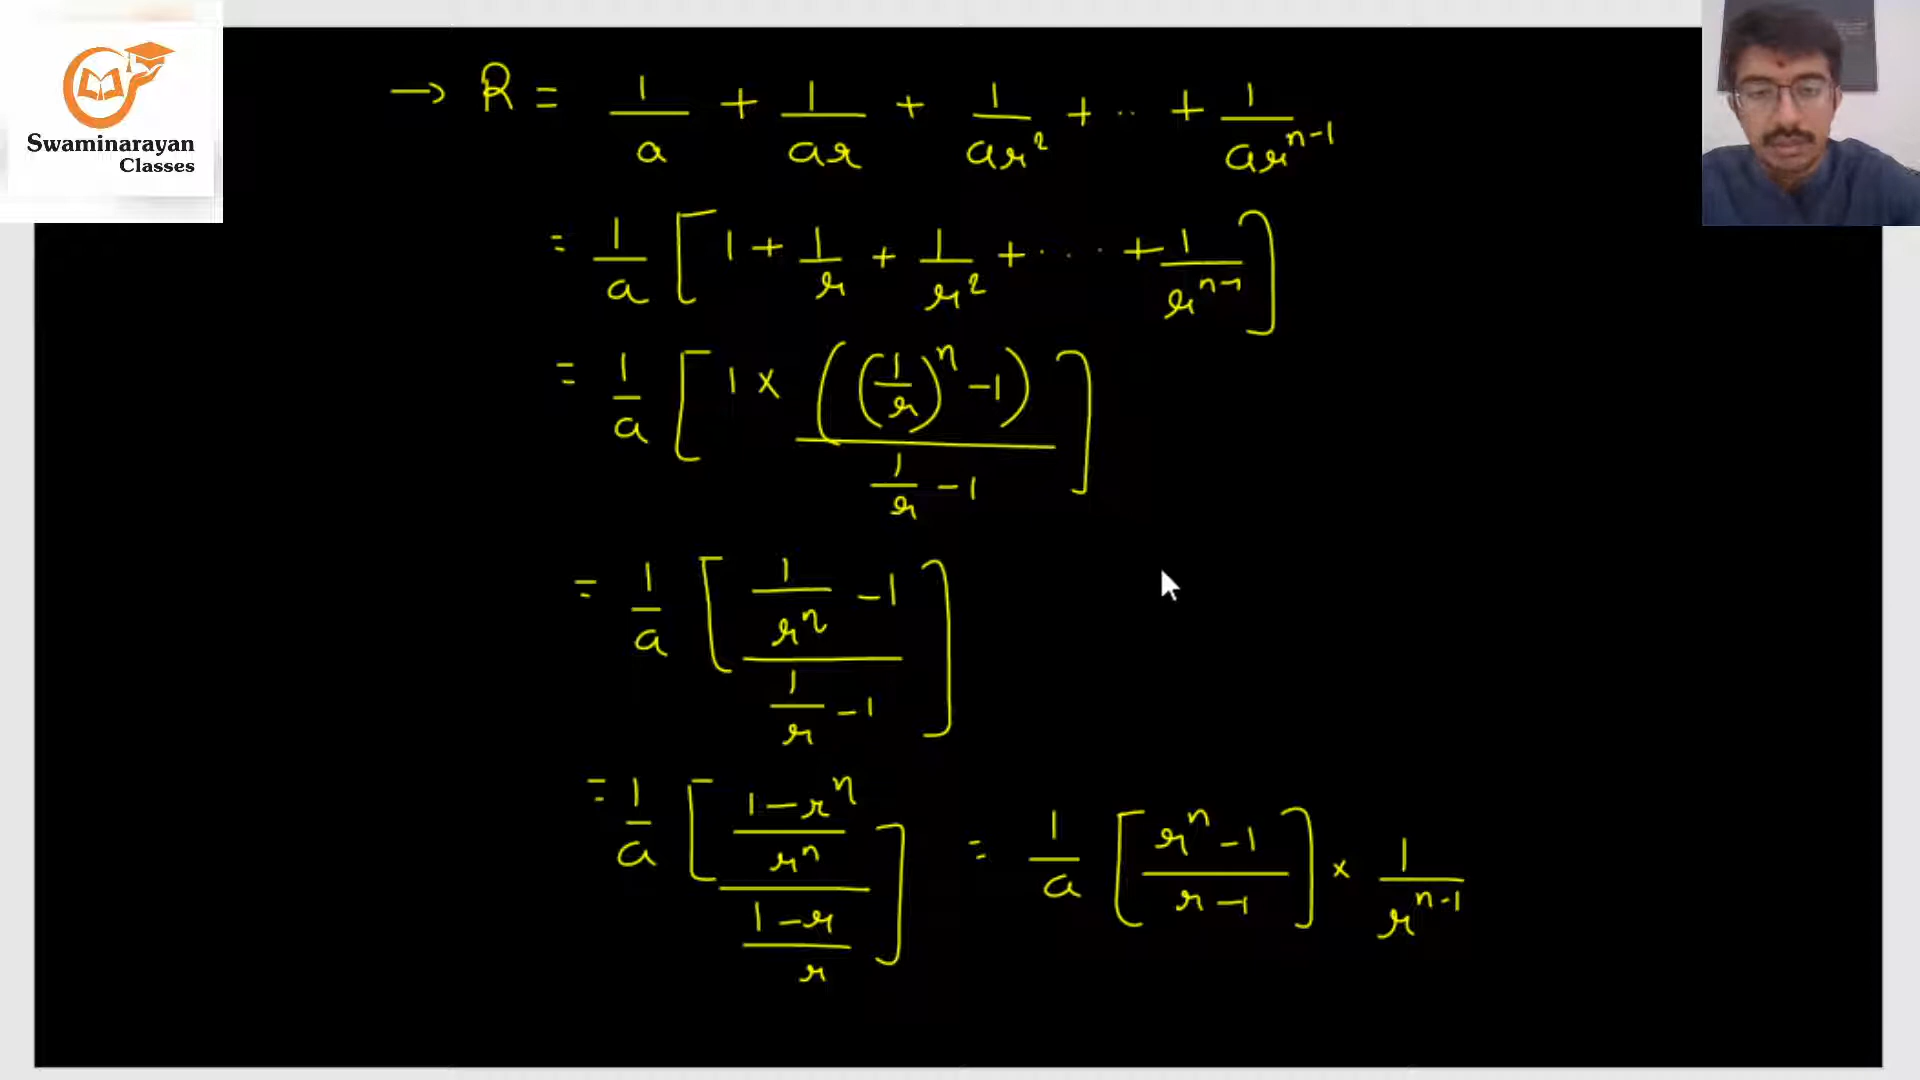 Swaminarayan
Classes
→ R = 1/a + 1/ar + 1/ar² + .. + 1/arⁿ⁻¹
= 1/a [ 1 + 1/r + 1/r² + .... + 1/rⁿ⁻¹ ]
= 1/a [ 1 × ((1/r)ⁿ - 1) / (1/r - 1) ]
= 1/a [ (1/rⁿ - 1) / (1/r - 1) ]
= 1/a [ ((1-rⁿ)/rⁿ) / ((1-r)/r) ] = 1/a [ (rⁿ-1)/(r-1) ] × 1/rⁿ⁻¹